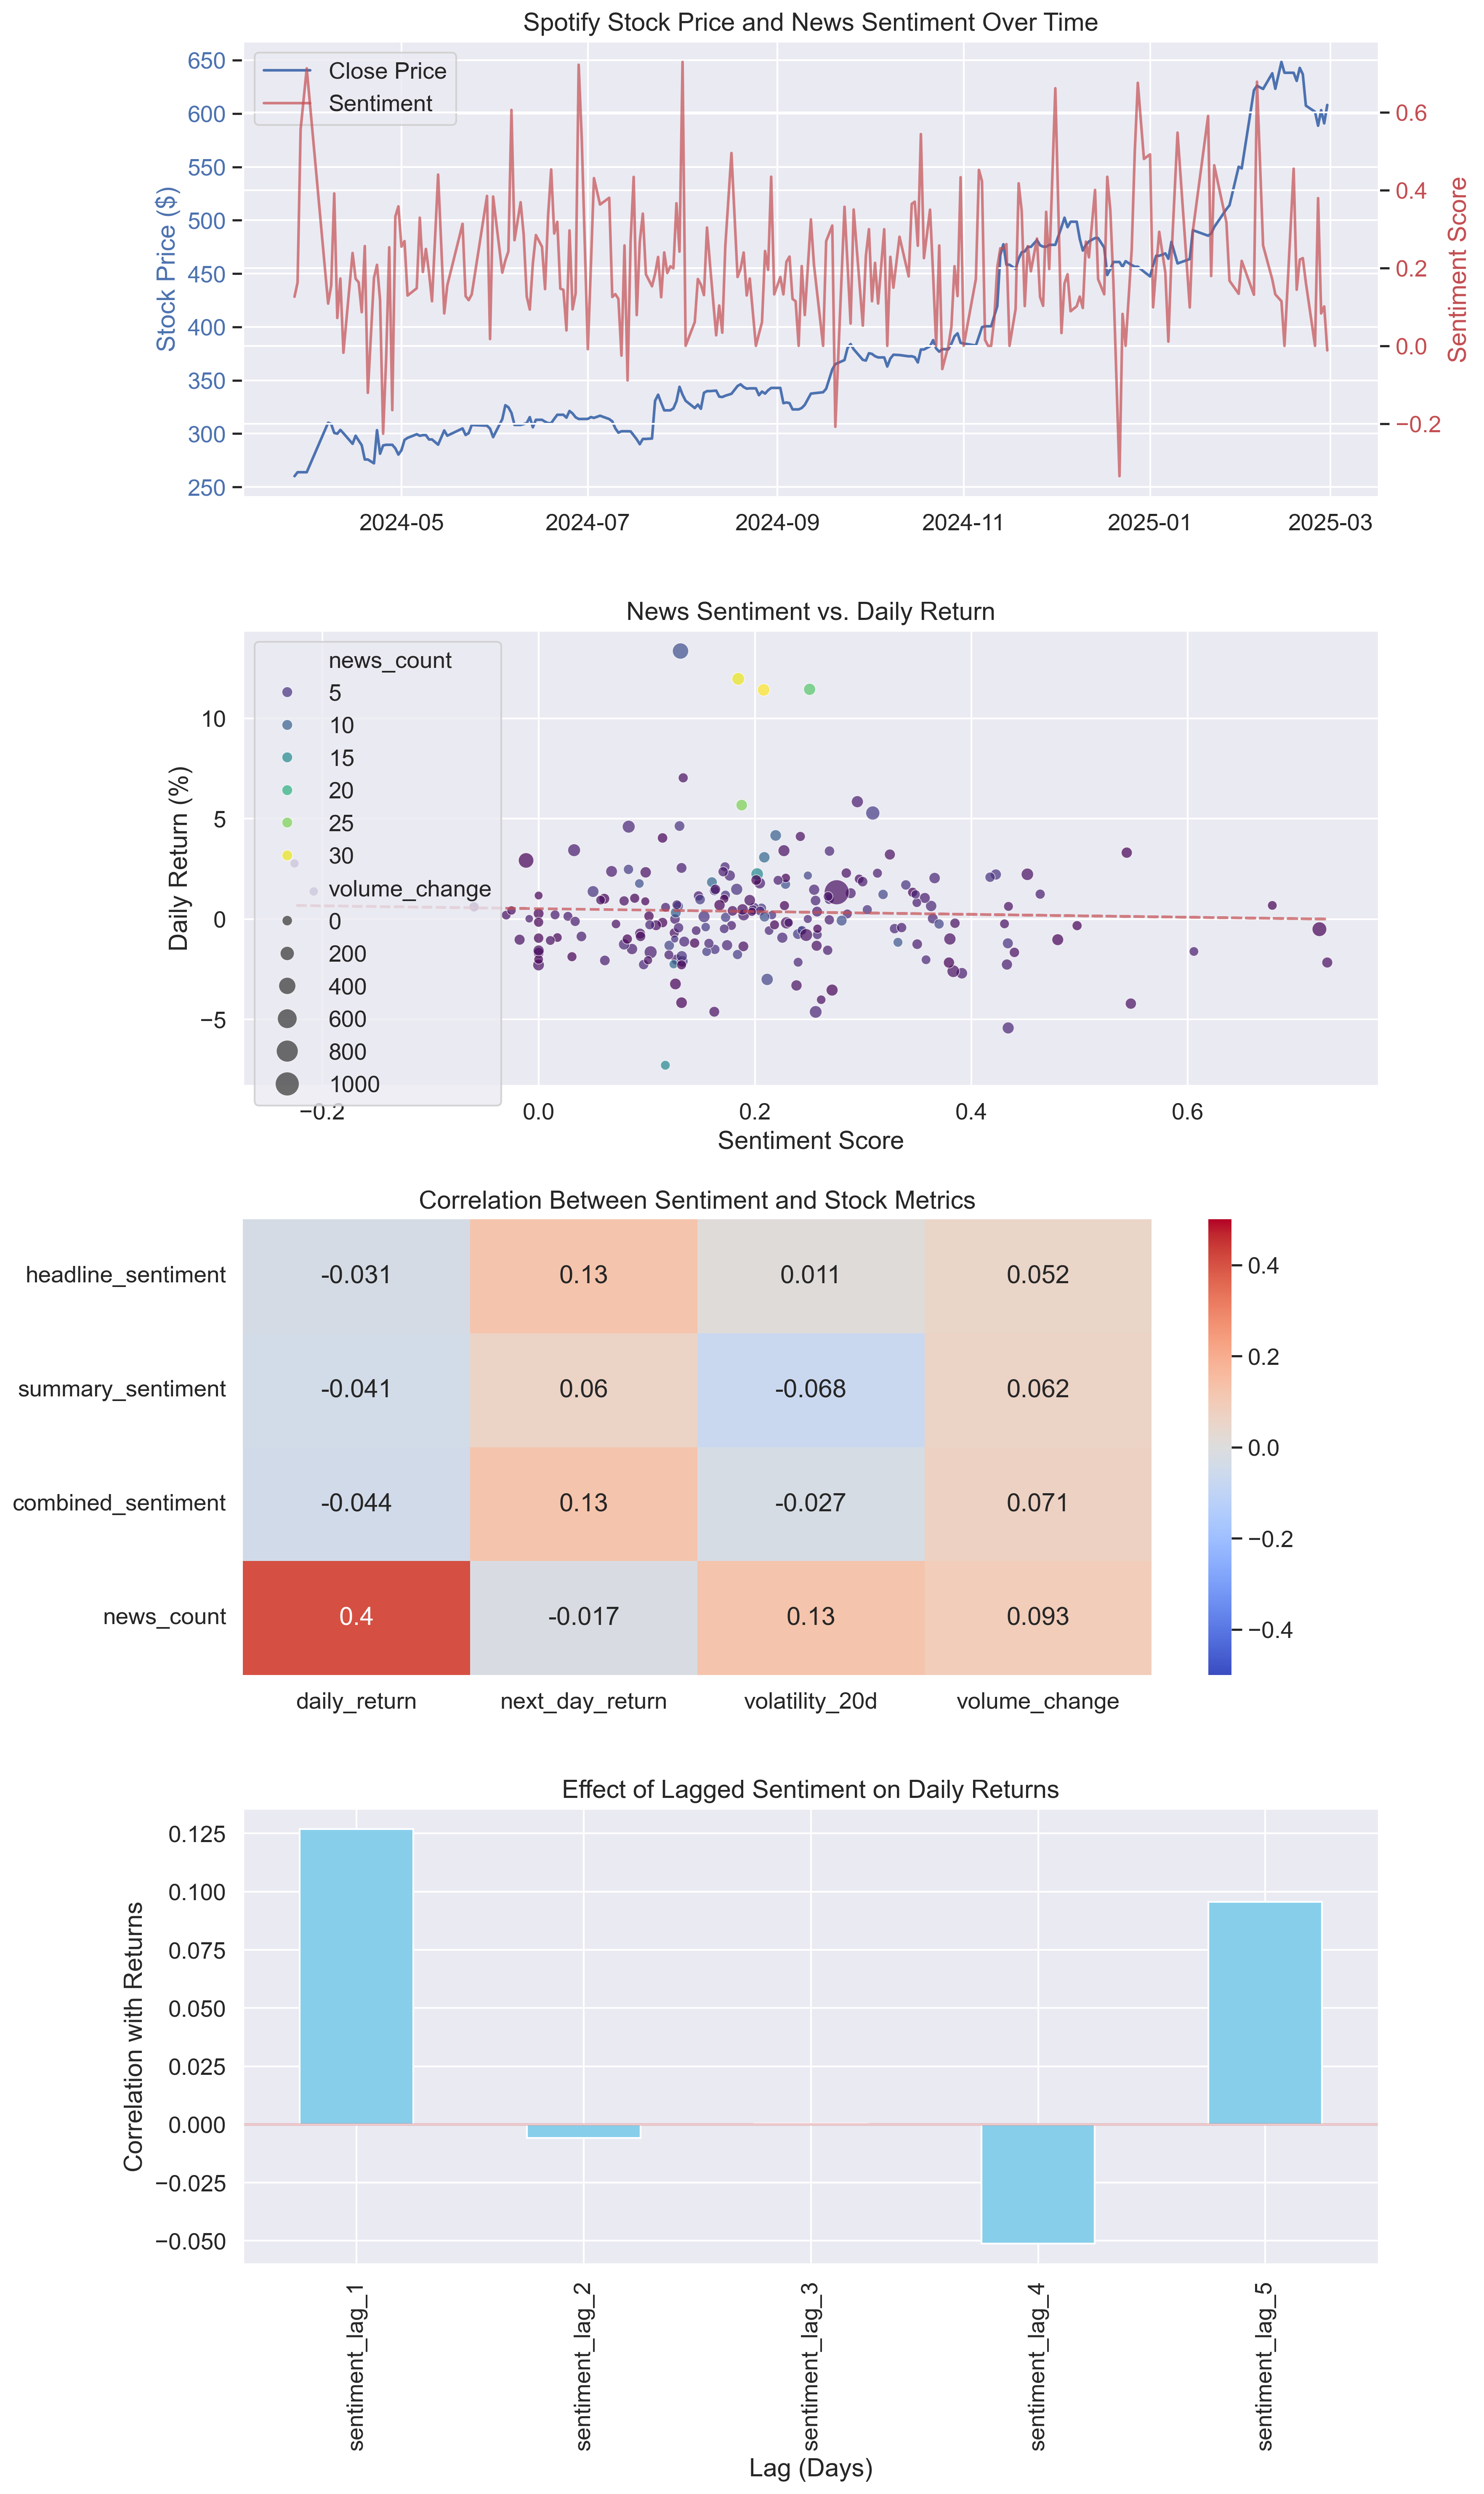 Spotify Stock Price and News Sentiment Over Time
Close Price
Sentiment
Stock Price ($)
650
600
550
500
450
400
350
300
250
0.6
0.4
0.2
0.0
−0.2
Sentiment Score
2024-05 2024-07 2024-09 2024-11 2025-01 2025-03
News Sentiment vs. Daily Return
news_count
5
10
15
20
25
30
volume_change
0
200
400
600
800
1000
Daily Return (%)
10
5
0
−5
−0.2 0.0 0.2 0.4 0.6
Sentiment Score
Correlation Between Sentiment and Stock Metrics
headline_sentiment -0.031 0.13 0.011 0.052
summary_sentiment -0.041 0.06 -0.068 0.062
combined_sentiment -0.044 0.13 -0.027 0.071
news_count 0.4 -0.017 0.13 0.093
daily_return next_day_return volatility_20d volume_change
0.4
0.2
0.0
−0.2
−0.4
Effect of Lagged Sentiment on Daily Returns
Correlation with Returns
0.125
0.100
0.075
0.050
0.025
0.000
−0.025
−0.050
sentiment_lag_1
sentiment_lag_2
sentiment_lag_3
sentiment_lag_4
sentiment_lag_5
Lag (Days)